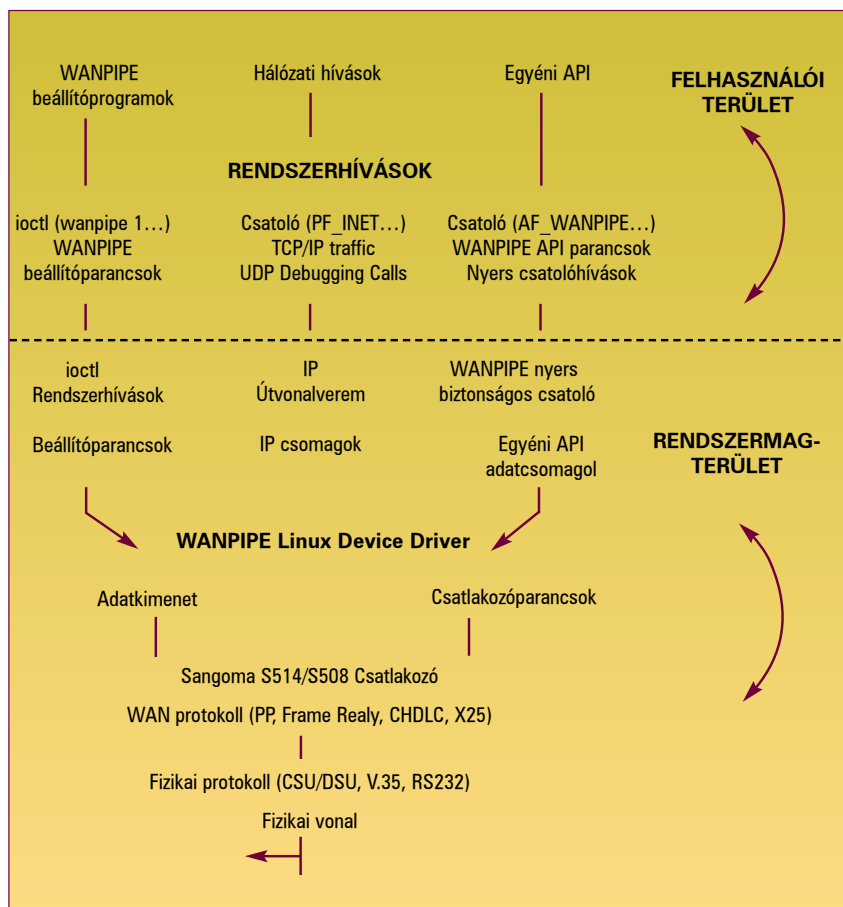 WANPIPE
beállítóprogramok
Hálózati hívások
Egyéni API
FELHASZNÁLÓI
TERÜLET
RENDSZERHÍVÁSOK
ioctl (wanpipe 1…)
WANPIPE
beállítóparancsok
Csatoló (PF_INET…)
TCP/IP traffic
UDP Debugging Calls
Csatoló (AF_WANPIPE…)
WANPIPE API parancsok
Nyers csatolóhívások
ioctl
Rendszerhívások
IP
Útvonalverem
WANPIPE nyers
biztonságos csatoló
Beállítóparancsok
IP csomagok
Egyéni API
adatcsomagol
RENDSZERMAG-
TERÜLET
WANPIPE Linux Device Driver
Adatkimenet
Csatlakozóparancsok
Sangoma S514/S508 Csatlakozó
WAN protokoll (PP, Frame Realy, CHDLC, X25)
Fizikai protokoll (CSU/DSU, V.35, RS232)
Fizikai vonal